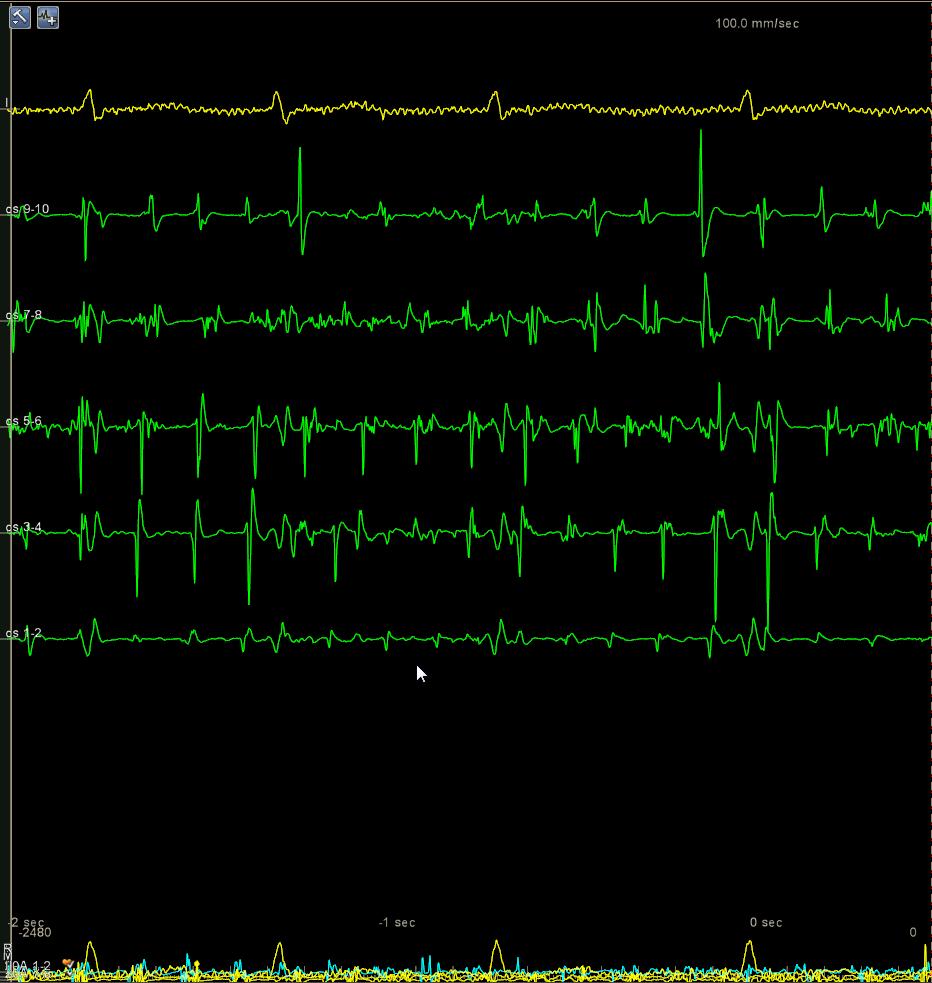 100.0 mm/sec
I
cs 9-10
cs 7-8
cs 5-6
cs 3-4
cs 1-2
-2 sec
-1 sec
0 sec
-2480
0